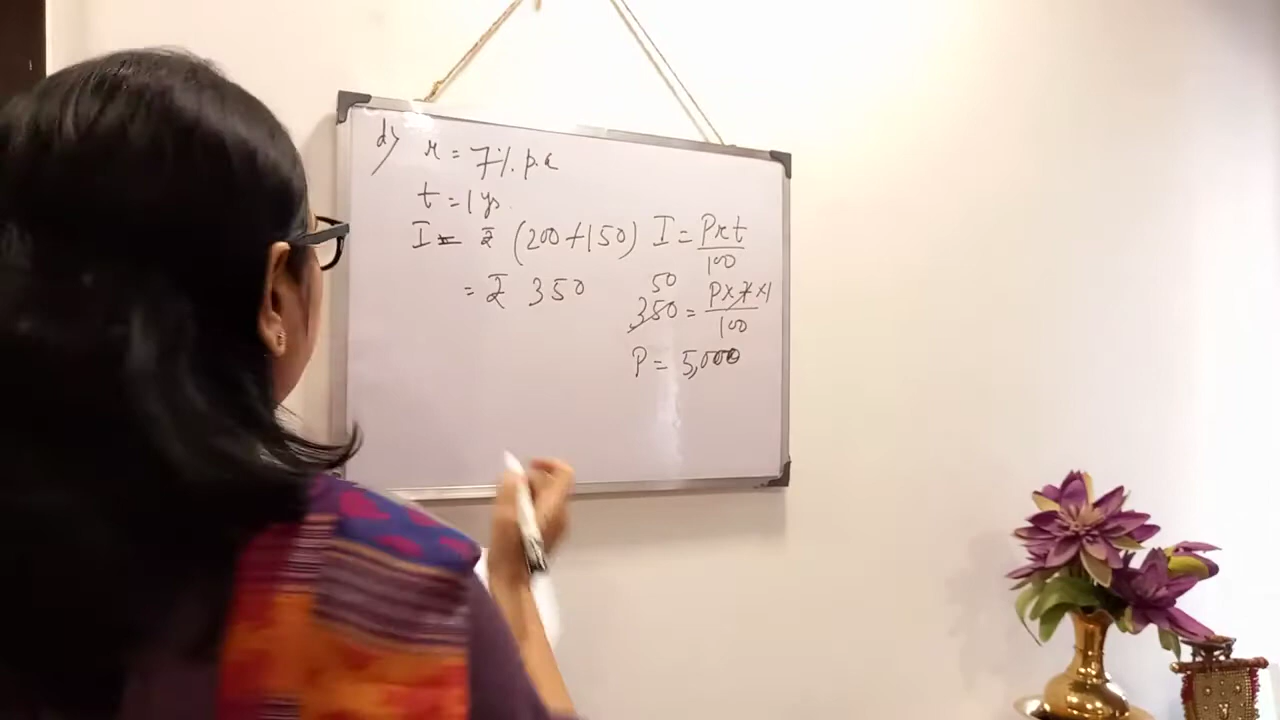 d) r = 7% p.a
t = 1 yr.
I = ₹ (200+150)
= ₹ 350
I = Prt/100
50
350 = P×7×1/100
P = 5,000